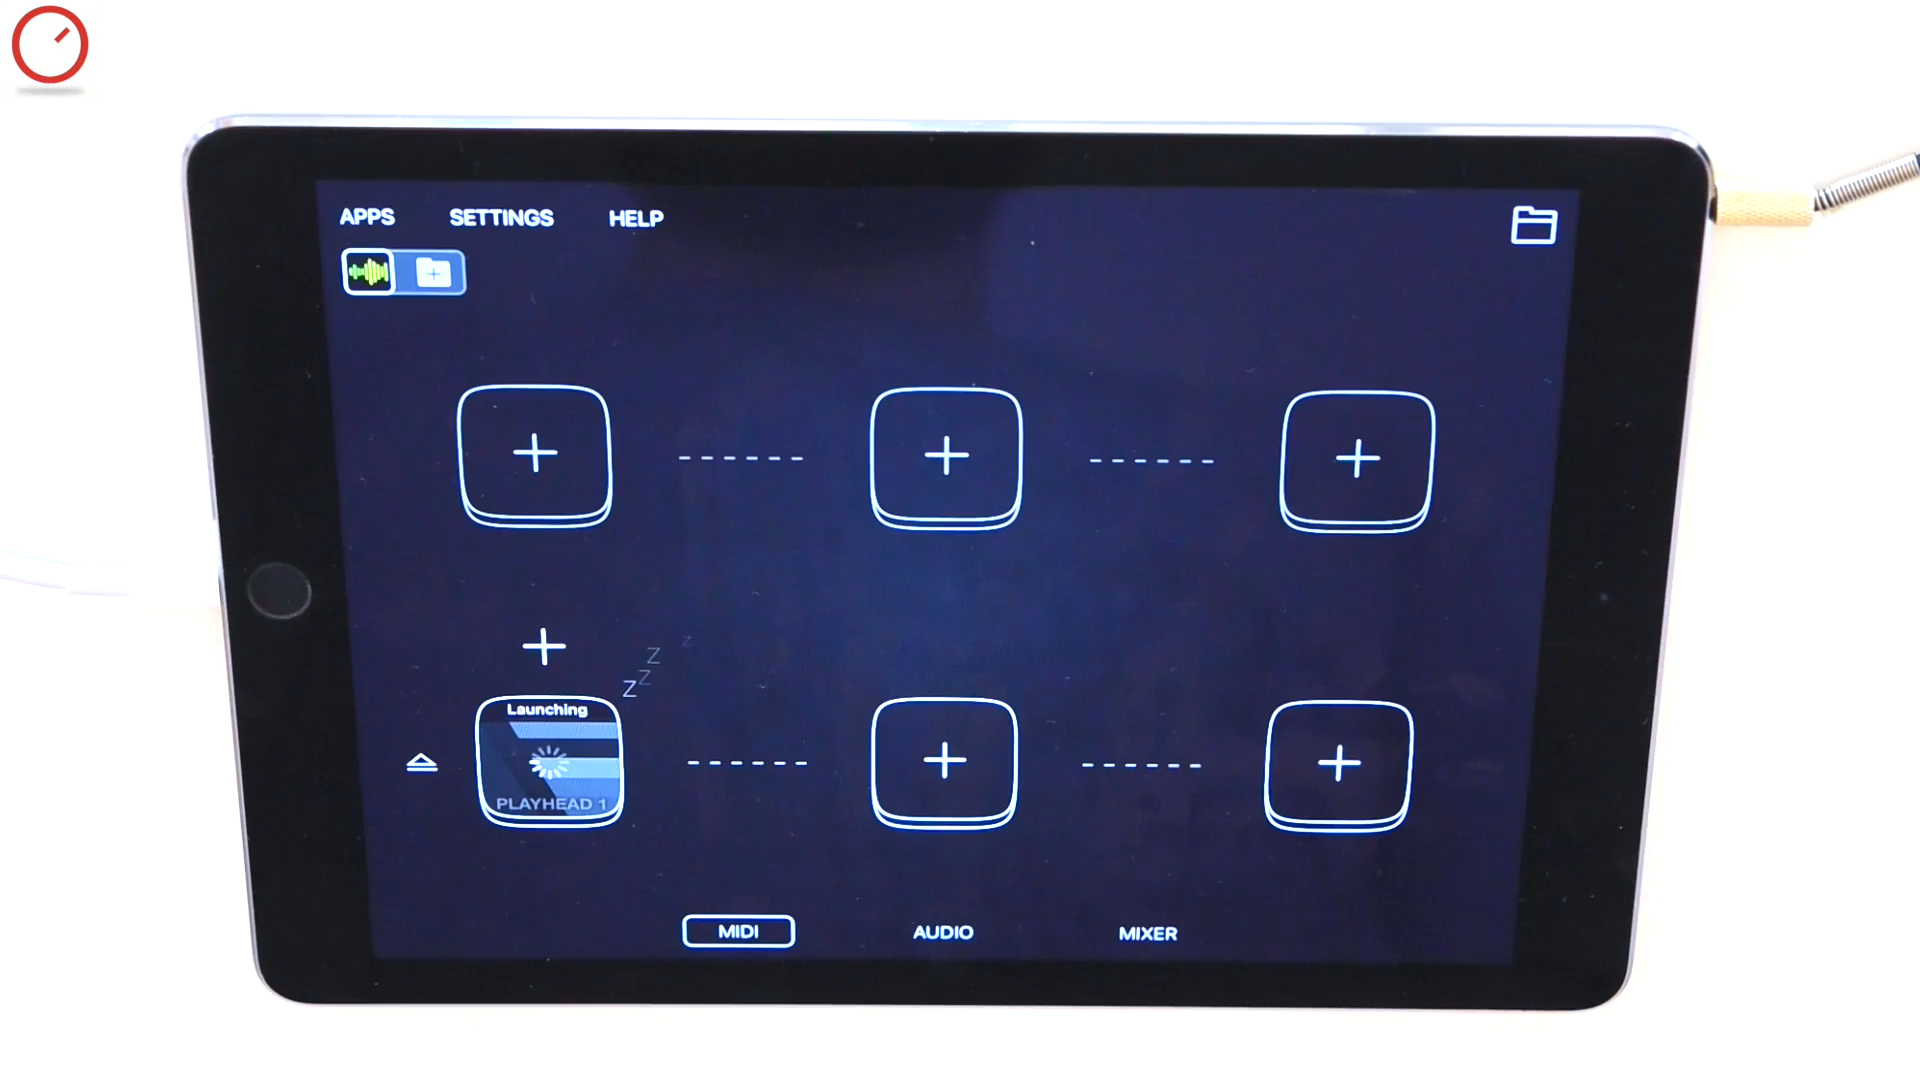 APPS SETTINGS HELP
z
Z
Z
Z
Launching
PLAYHEAD 1
MIDI AUDIO MIXER